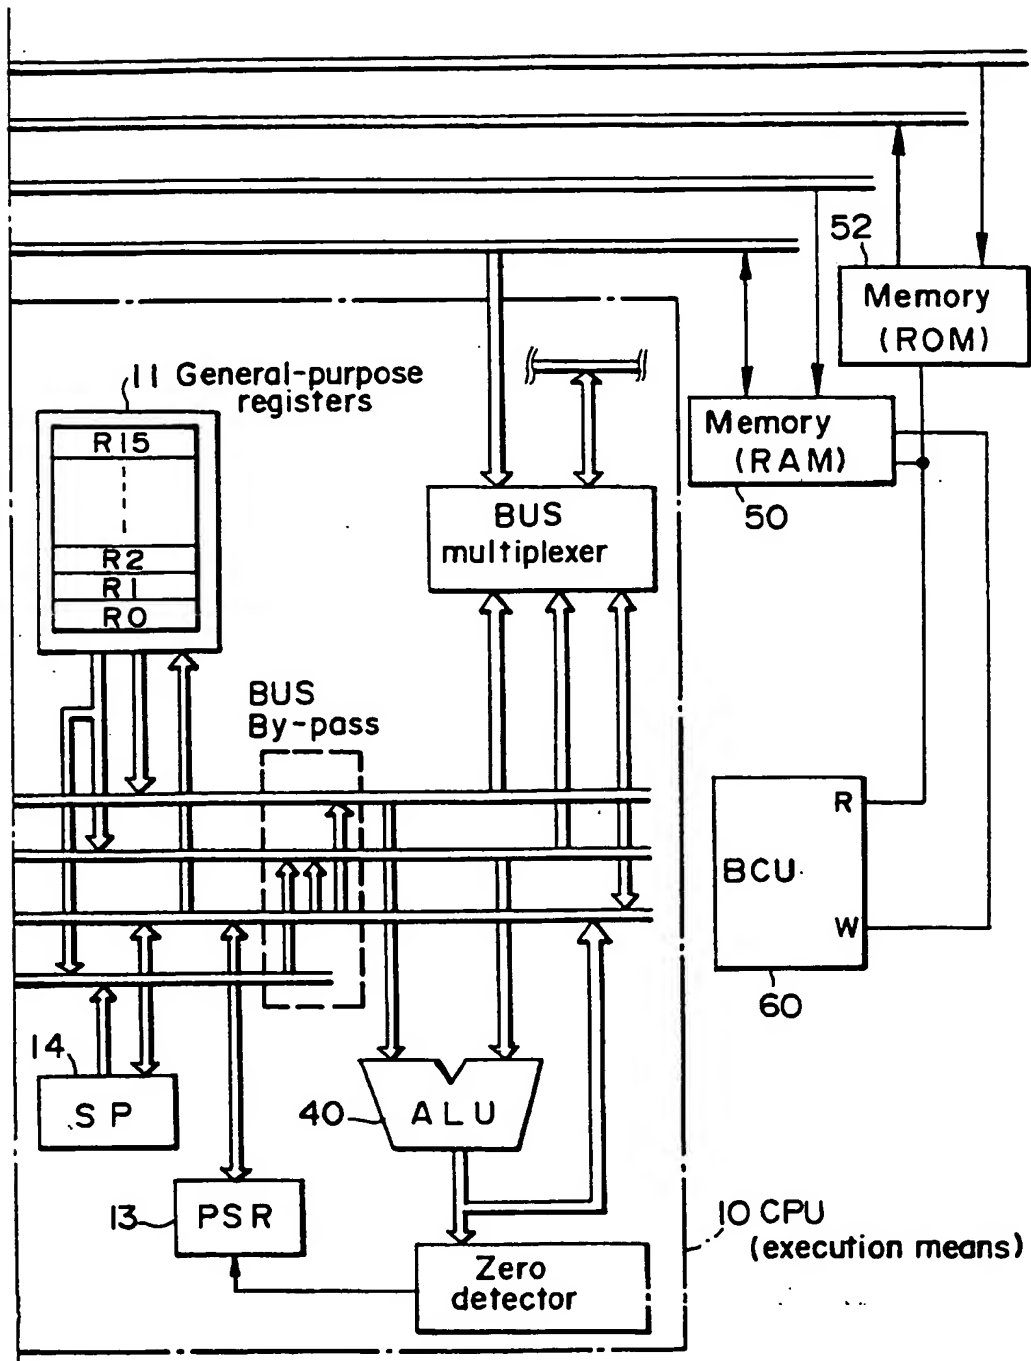 52
Memory
(ROM)
11 General-purpose
registers
R15
R2
R1
R0
Memory
(RAM)
50
BUS
multiplexer
BUS
By-pass
R
BCU
W
60
14
SP
40
ALU
13
PSR
10 CPU
(execution means)
Zero
detector